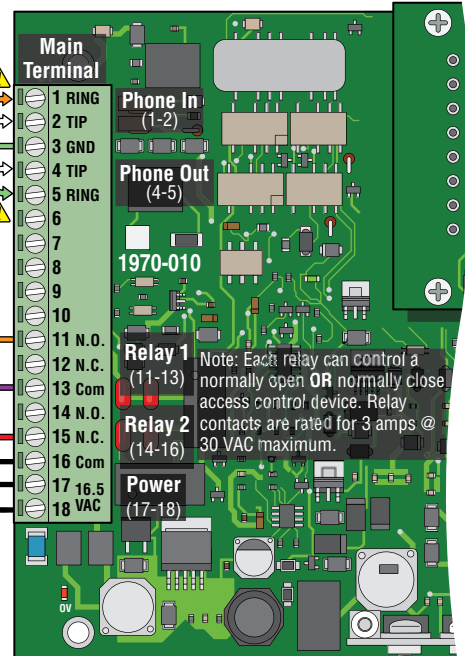 Main
Terminal
1 RING
2 TIP
3 GND
4 TIP
5 RING
6
7
8
9
10
11 N.O.
12 N.C.
13 Com
14 N.O.
15 N.C.
16 Com
17 16.5
18 VAC
Phone In
(1-2)
Phone Out
(4-5)
1970-010
Relay 1
(11-13)
Relay 2
(14-16)
Power
(17-18)
Note: Each relay can control a
normally open OR normally close
access control device. Relay
contacts are rated for 3 amps @
30 VAC maximum.
0V